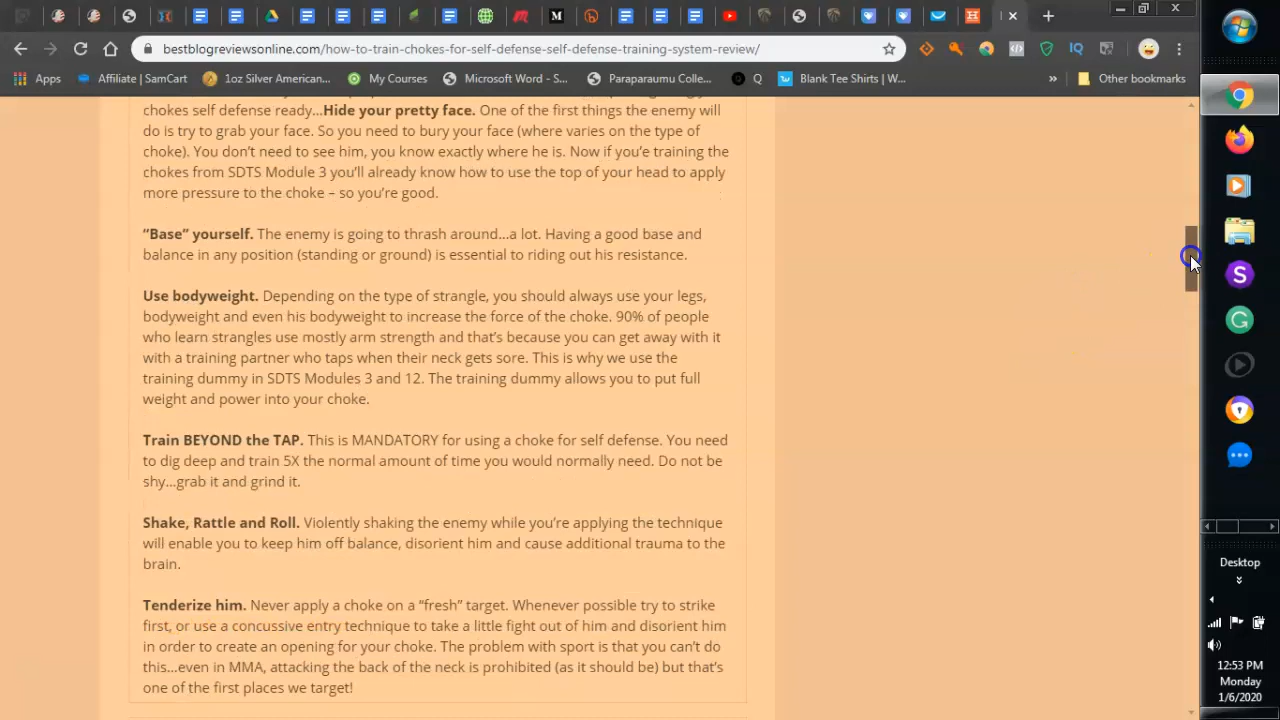 bestblogreviewsonline.com/how-to-train-chokes-for-self-defense-self-defense-training-system-review/
Apps
Affiliate | SamCart
1oz Silver American...
My Courses
Microsoft Word - S...
Paraparaumu Colle...
Q
Blank Tee Shirts | W...
»
Other bookmarks
chokes self defense ready...Hide your pretty face. One of the first things the enemy will
do is try to grab your face. So you need to bury your face (where varies on the type of
choke). You don't need to see him, you know exactly where he is. Now if you'e training the
chokes from SDTS Module 3 you'll already know how to use the top of your head to apply
more pressure to the choke – so you're good.
“Base” yourself. The enemy is going to thrash around...a lot. Having a good base and
balance in any position (standing or ground) is essential to riding out his resistance.
Use bodyweight. Depending on the type of strangle, you should always use your legs,
bodyweight and even his bodyweight to increase the force of the choke. 90% of people
who learn strangles use mostly arm strength and that's because you can get away with it
with a training partner who taps when their neck gets sore. This is why we use the
training dummy in SDTS Modules 3 and 12. The training dummy allows you to put full
weight and power into your choke.
Train BEYOND the TAP. This is MANDATORY for using a choke for self defense. You need
to dig deep and train 5X the normal amount of time you would normally need. Do not be
shy...grab it and grind it.
Shake, Rattle and Roll. Violently shaking the enemy while you're applying the technique
will enable you to keep him off balance, disorient him and cause additional trauma to the
brain.
Tenderize him. Never apply a choke on a “fresh” target. Whenever possible try to strike
first, or use a concussive entry technique to take a little fight out of him and disorient him
in order to create an opening for your choke. The problem with sport is that you can't do
this...even in MMA, attacking the back of the neck is prohibited (as it should be) but that's
one of the first places we target!
IQ
S
G
Desktop
12:53 PM
Monday
1/6/2020